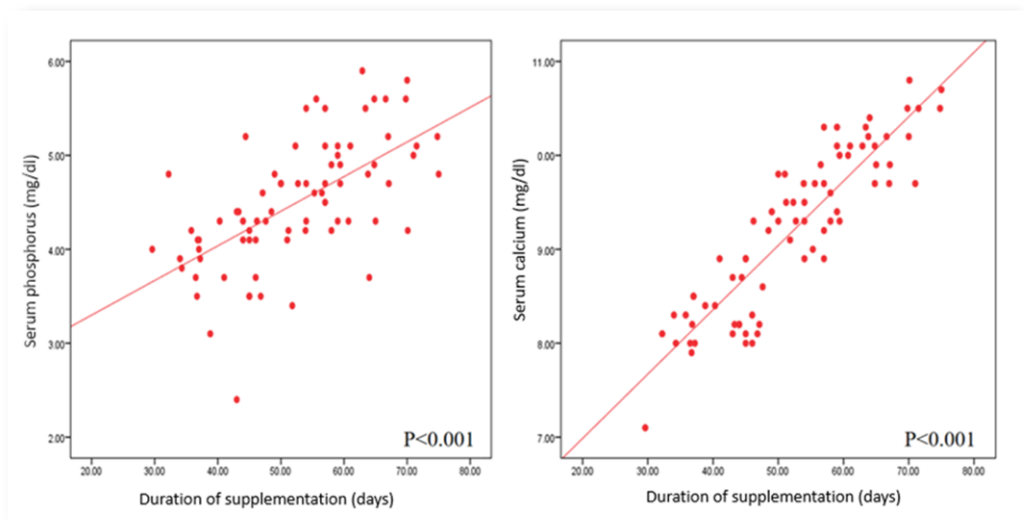 Serum phosphorus (mg/dl)
6.00
5.00
4.00
3.00
2.00
P<0.001
20.00 30.00 40.00 50.00 60.00 70.00 80.00
Duration of supplementation (days)
Serum calcium (mg/dl)
11.00
0.00
9.00
8.00
7.00
P<0.001
20.00 30.00 40.00 50.00 60.00 70.00 80.00
Duration of supplementation (days)